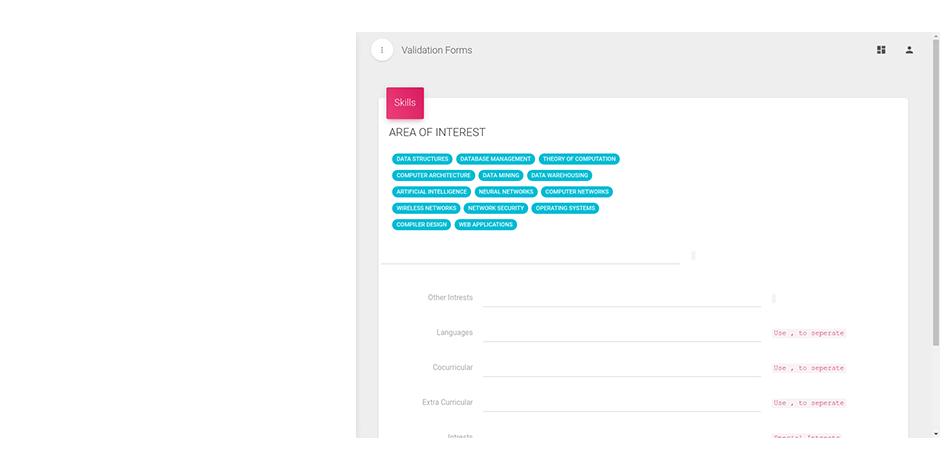 Validation Forms
Skills
AREA OF INTEREST
DATA STRUCTURES DATABASE MANAGEMENT THEORY OF COMPUTATION
COMPUTER ARCHITECTURE DATA MINING DATA WAREHOUSING
ARTIFICIAL INTELLIGENCE NEURAL NETWORKS COMPUTER NETWORKS
WIRELESS NETWORKS NETWORK SECURITY OPERATING SYSTEMS
COMPILER DESIGN WEB APPLICATIONS
Other Intrests
Languages Use , to seperate
Cocurricular Use , to seperate
Extra Curricular Use , to seperate
Intrests